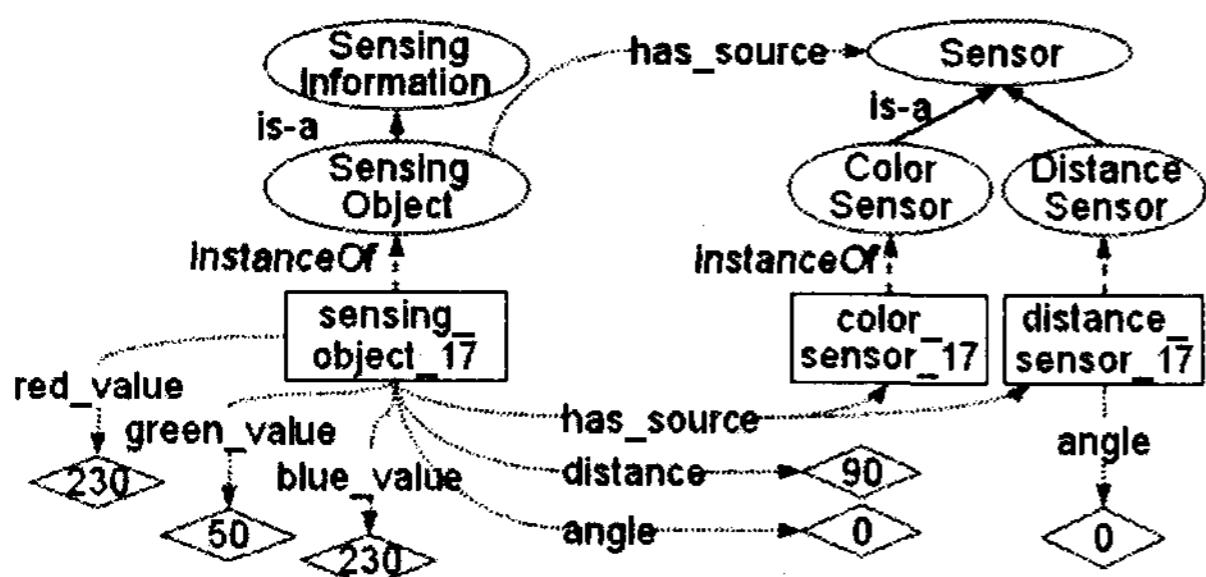 Sensing
Information
has_source
Sensor
is-a
is-a
Sensing
Object
Color
Sensor
Distance
Sensor
instanceOf
instanceOf
sensing_
object_17
color_
sensor_17
distance_
sensor_17
red_value
green_value
blue_value
has_source
distance
angle
angle
230
50
230
90
0
0